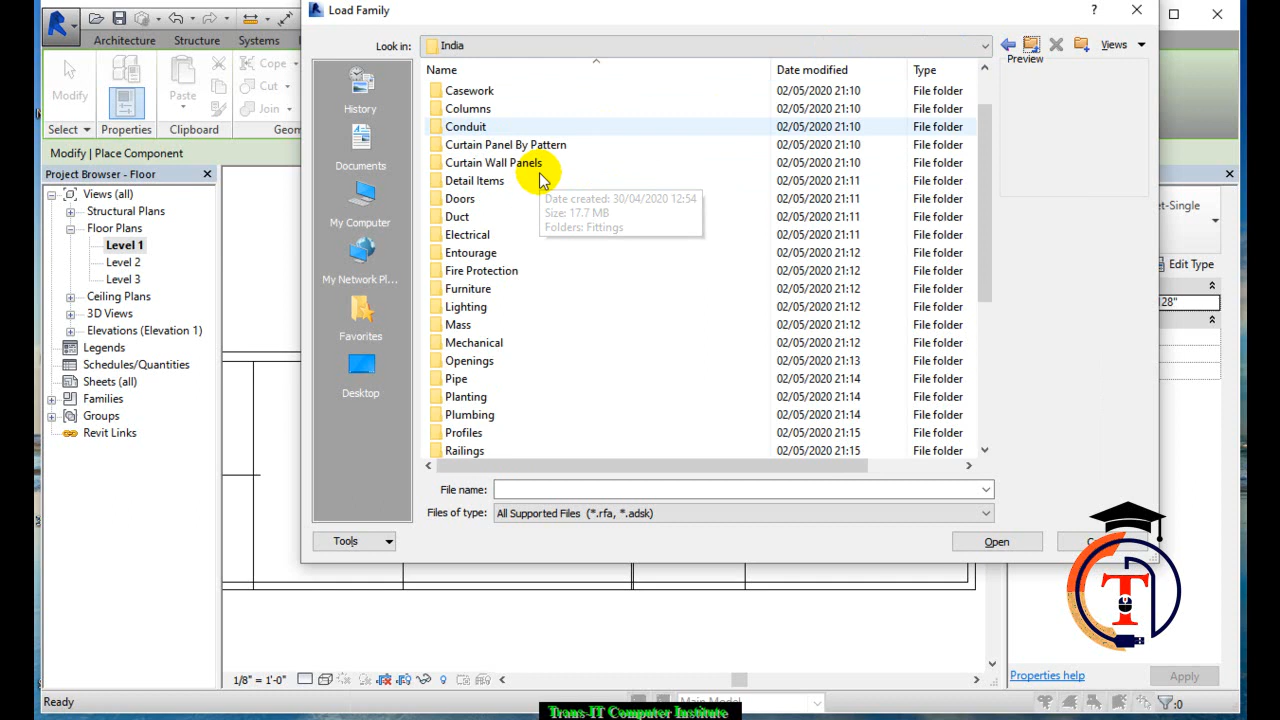 Load Family
?
Architecture Structure Systems
Modify
Paste
Cope
Cut
Join
Select Properties Clipboard Geom
Modify | Place Component
Project Browser - Floor
Views (all)
Structural Plans
Floor Plans
Level 1
Level 2
Level 3
Ceiling Plans
3D Views
Elevations (Elevation 1)
Legends
Schedules/Quantities
Sheets (all)
Families
Groups
Revit Links
Look in: India
Views
Preview
History
Documents
My Computer
My Network Pl...
Favorites
Desktop
Name Date modified Type
Casework 02/05/2020 21:10 File folder
Columns 02/05/2020 21:10 File folder
Conduit 02/05/2020 21:10 File folder
Curtain Panel By Pattern 02/05/2020 21:10 File folder
Curtain Wall Panels 02/05/2020 21:10 File folder
Detail Items 02/05/2020 21:11 File folder
Doors 02/05/2020 21:11 File folder
Duct 02/05/2020 21:11 File folder
Electrical 02/05/2020 21:11 File folder
Entourage 02/05/2020 21:12 File folder
Fire Protection 02/05/2020 21:12 File folder
Furniture 02/05/2020 21:12 File folder
Lighting 02/05/2020 21:12 File folder
Mass 02/05/2020 21:12 File folder
Mechanical 02/05/2020 21:12 File folder
Openings 02/05/2020 21:13 File folder
Pipe 02/05/2020 21:14 File folder
Planting 02/05/2020 21:14 File folder
Plumbing 02/05/2020 21:14 File folder
Profiles 02/05/2020 21:15 File folder
Railings 02/05/2020 21:15 File folder
Date created: 30/04/2020 12:54
Size: 17.7 MB
Folders: Fittings
File name:
Files of type: All Supported Files (*.rfa, *.adsk)
Tools
Open
et-Single
Edit Type
128"
T
Properties help
Apply
1/8" = 1'-0"
Ready
Main Model
:0
Trans-IT Computer Institute